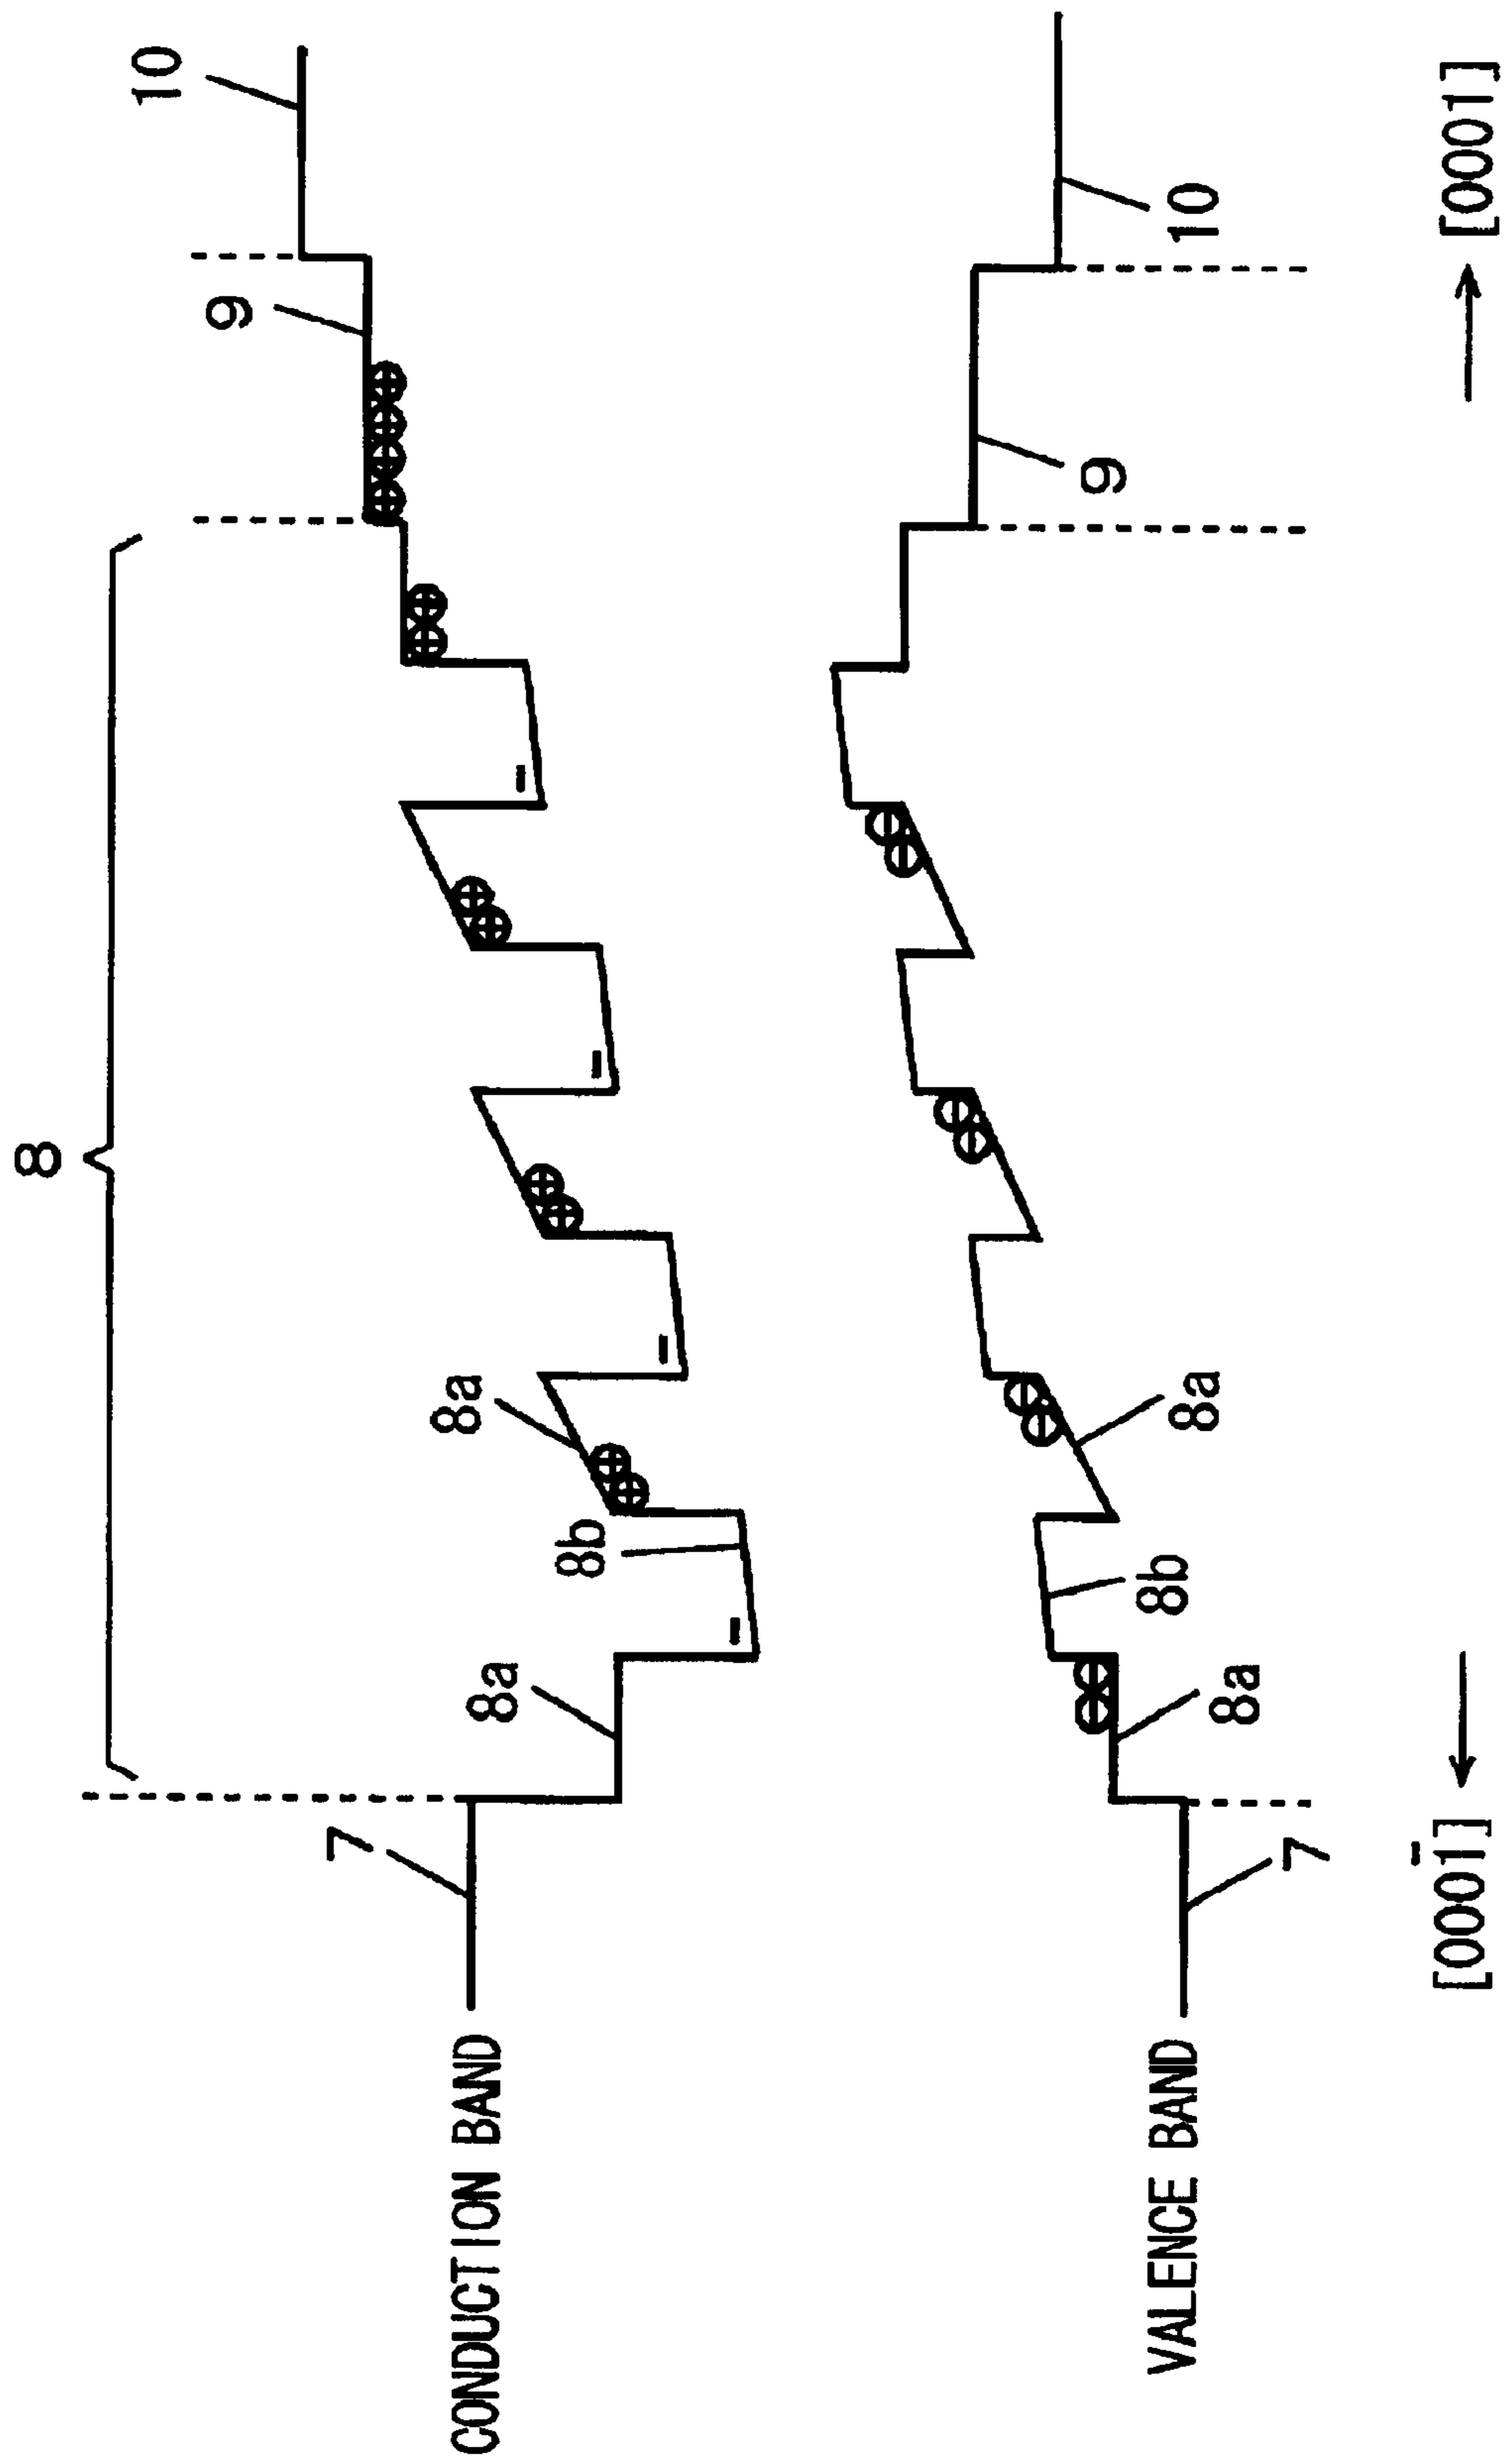 8
10
9
7
8a
CONDUCTION BAND
8a
8b
9
8b
VALENCE BAND
8a
10
8a
7
[0001̄]
[0001]